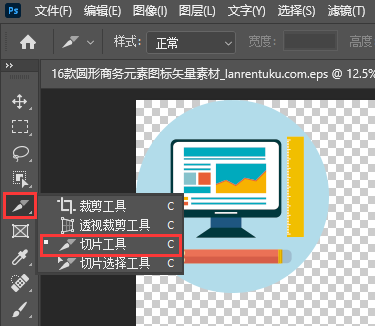 Ps 文件(F) 编辑(E) 图像(I) 图层(L) 文字(Y) 选择(S) 滤镜(T)
样式: 正常 宽度: 高度
16款圆形商务元素图标矢量素材_lanrentuku.com.eps @ 12.5%
裁剪工具 C
透视裁剪工具 C
切片工具 C
切片选择工具 C